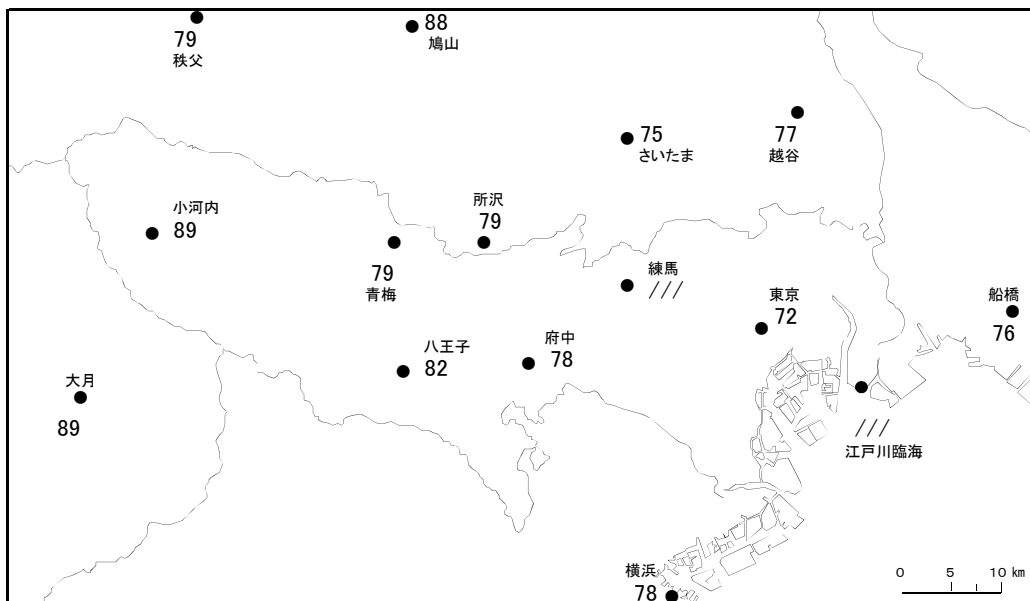 88
79
鳩山
秩父
75
77
さいたま
越谷
所沢
小河内
79
89
練馬
79
///
東京
船橋
青梅
72
76
府中
八王子
78
大月
82
89
///
江戸川臨海
横浜
0 5 10 km
78